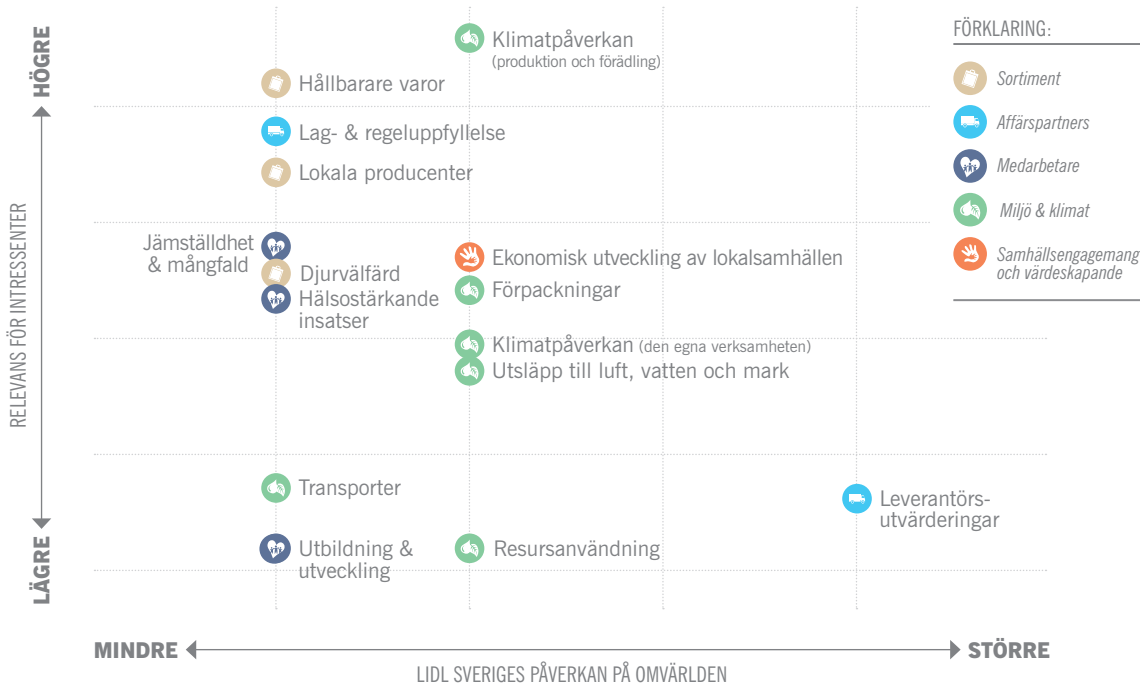 HÖGRE
RELEVANS FÖR INTRESSENTER
LÄGRE
Klimatpåverkan
(produktion och förädling)
Hållbarare varor
Lag- & regeluppfyllelse
Lokala producenter
Jämställdhet
& mångfald
Djurvälfärd
Hälsostärkande
insatser
Ekonomisk utveckling av lokalsamhällen
Förpackningar
Klimatpåverkan (den egna verksamheten)
Utsläpp till luft, vatten och mark
Transporter
Leverantörs-
utvärderingar
Utbildning &
utveckling
Resursanvändning
MINDRE
STÖRRE
LIDL SVERIGES PÅVERKAN PÅ OMVÄRLDEN
FÖRKLARING:
Sortiment
Affärspartners
Medarbetare
Miljö & klimat
Samhällsengagemang
och värdeskapande